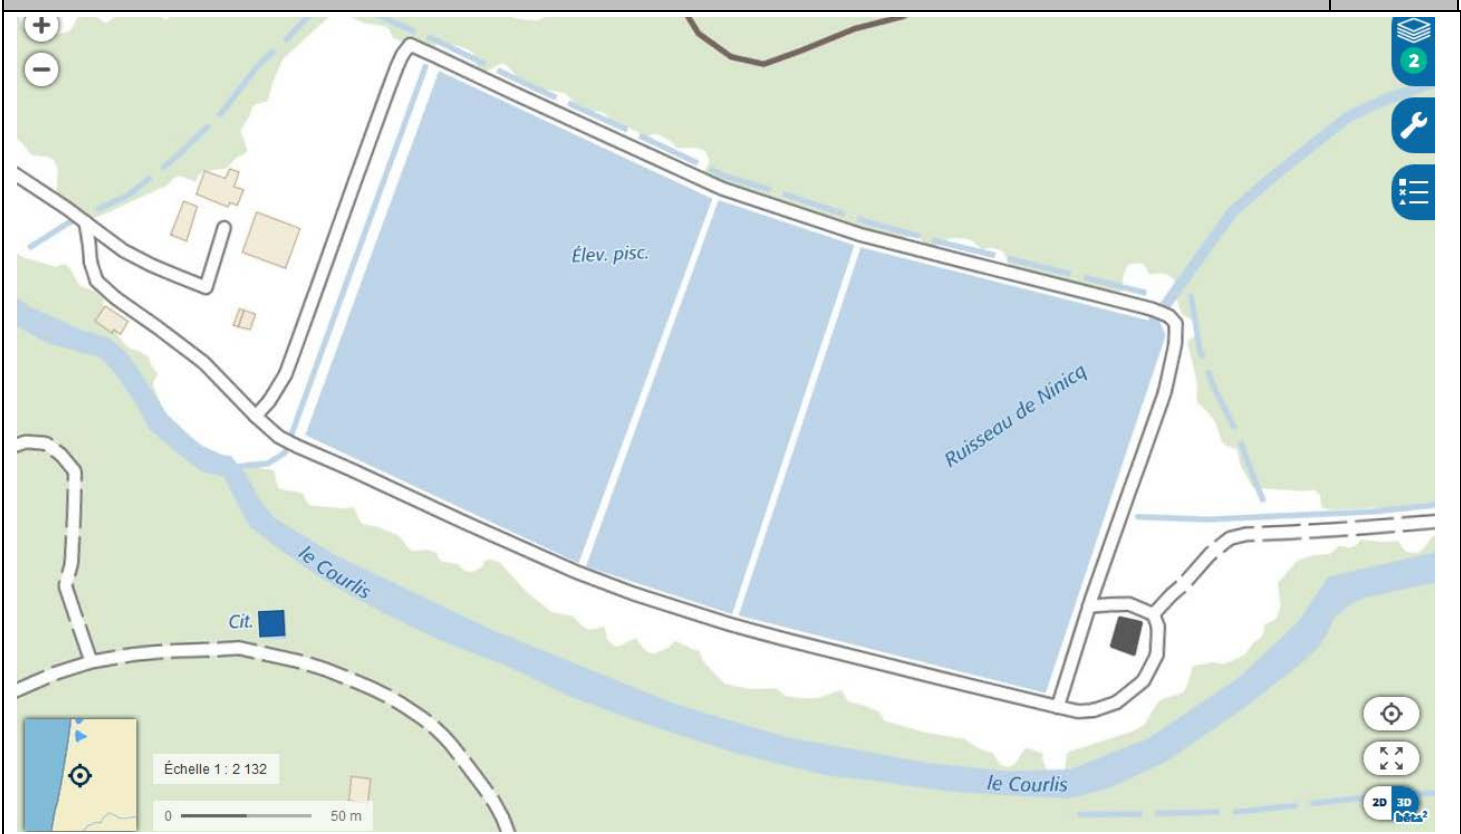 +
−
2
Élev. pisc.
Ruisseau de Ninicq
le Courlis
Cit.
Échelle 1 : 2 132
le Courlis
0 50 m
2D 3D
bêta²